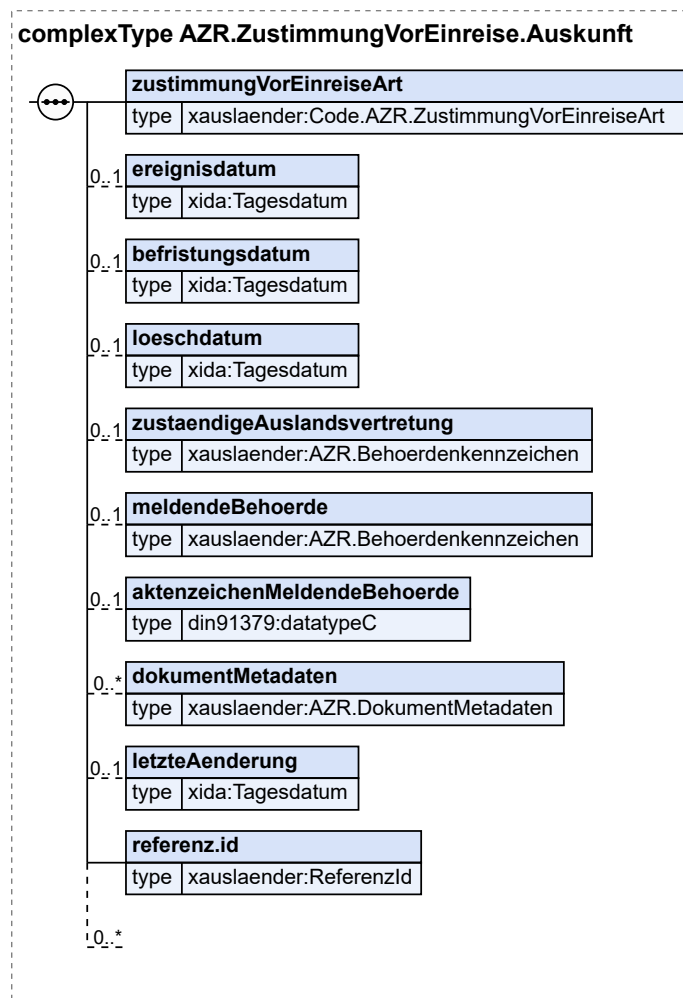 complexType AZR.ZustimmungVorEinreise.Auskunft
zustimmungVorEinreiseArt
type xauslaender:Code.AZR.ZustimmungVorEinreiseArt
0..1 ereignisdatum
type xida:Tagesdatum
0..1 befristungsdatum
type xida:Tagesdatum
0..1 loeschdatum
type xida:Tagesdatum
0..1 zustaendigeAuslandsvertretung
type xauslaender:AZR.Behoerdenkennzeichen
0..1 meldendeBehoerde
type xauslaender:AZR.Behoerdenkennzeichen
0..1 aktenzeichenMeldendeBehoerde
type din91379:datatypeC
0..* dokumentMetadaten
type xauslaender:AZR.DokumentMetadaten
0..1 letzteAenderung
type xida:Tagesdatum
referenz.id
type xauslaender:ReferenzId
0..*